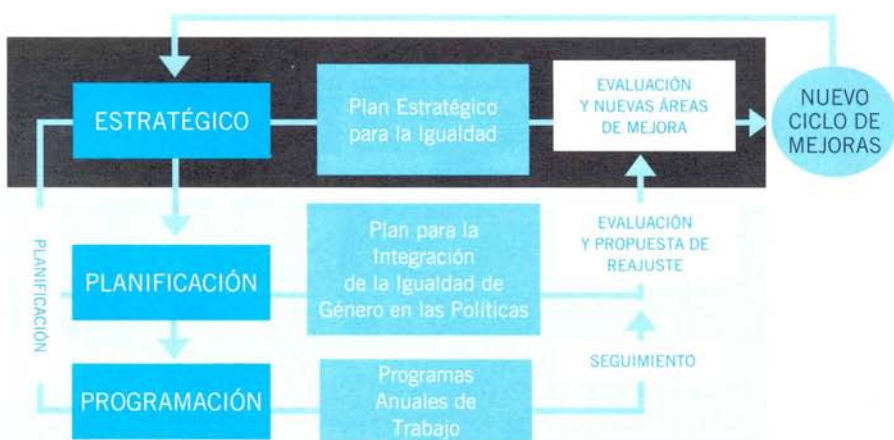 ESTRATÉGICO
Plan Estratégico
para la Igualdad
EVALUACIÓN
Y NUEVAS ÁREAS
DE MEJORA
NUEVO
CICLO DE
MEJORAS
PLANIFICACIÓN
PLANIFICACIÓN
Plan para la
Integración
de la Igualdad de
Género en las Políticas
EVALUACIÓN
Y PROPUESTA DE
REAJUSTE
PROGRAMACIÓN
Programas
Anuales de
Trabajo
SEGUIMIENTO